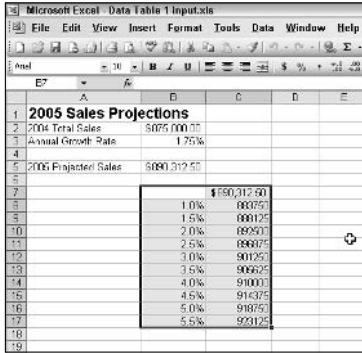 Microsoft Excel - Data Table 1 Input.xls
File Edit View Insert Format Tools Data Window Help
Arial 10 B I U $ %
B7 fx
A B C D E
1 2005 Sales Projections
2 2004 Total Sales $875,000.00
3 Annual Growth Rate 1.75%
4
5 2005 Projected Sales $890,312.50
6
7 $890,312.50
8 1.0% 883750
9 1.5% 888125
10 2.0% 892500
11 2.5% 896875
12 3.0% 901250
13 3.5% 905625
14 4.0% 910000
15 4.5% 914375
16 5.0% 918750
17 5.5% 923125
18
19